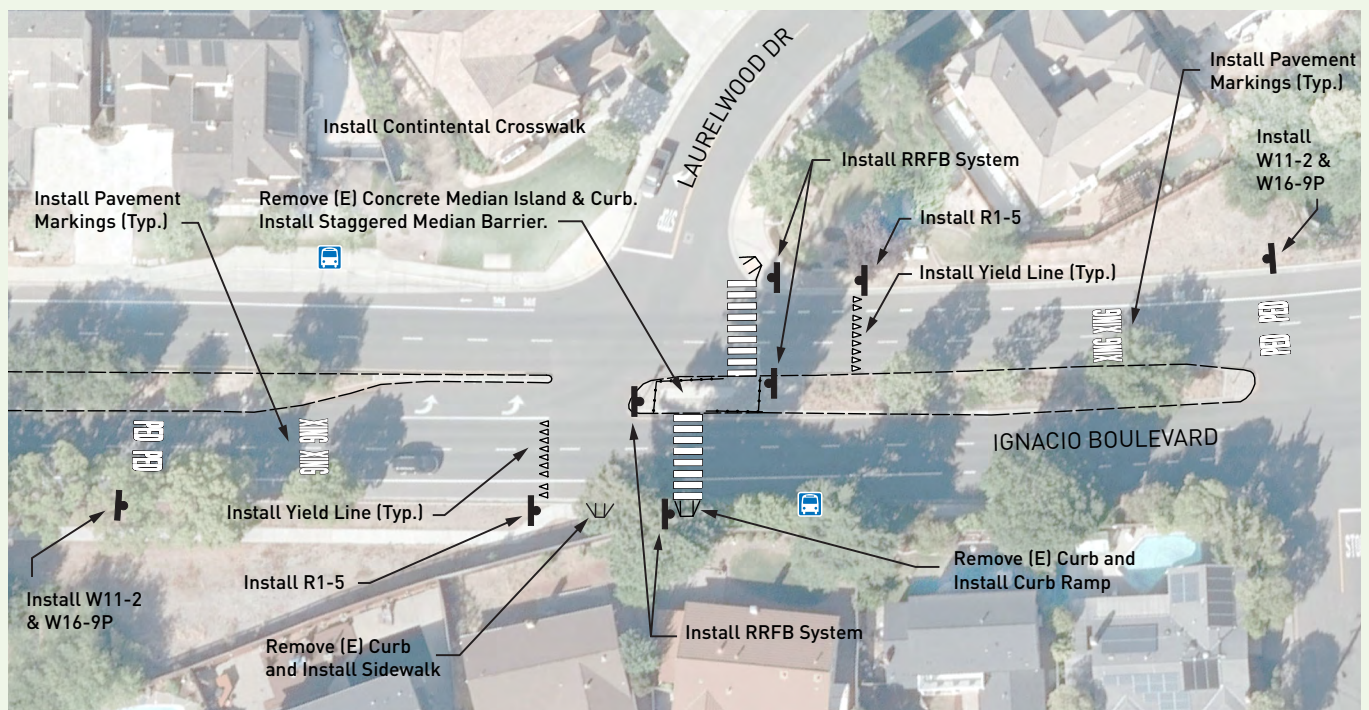 LAURELWOOD DR
Install Pavement
Markings (Typ.)
Install Contintental Crosswalk
Install RRFB System
Install
W11-2 &
W16-9P
Install Pavement
Markings (Typ.)
Remove (E) Concrete Median Island & Curb.
Install Staggered Median Barrier.
Install R1-5
Install Yield Line (Typ.)
XING XING
PED PED
IGNACIO BOULEVARD
PED PED
XING XING
Install Yield Line (Typ.)
STO
Install R1-5
Remove (E) Curb and
Install Curb Ramp
Install W11-2
& W16-9P
Install RRFB System
Remove (E) Curb
and Install Sidewalk